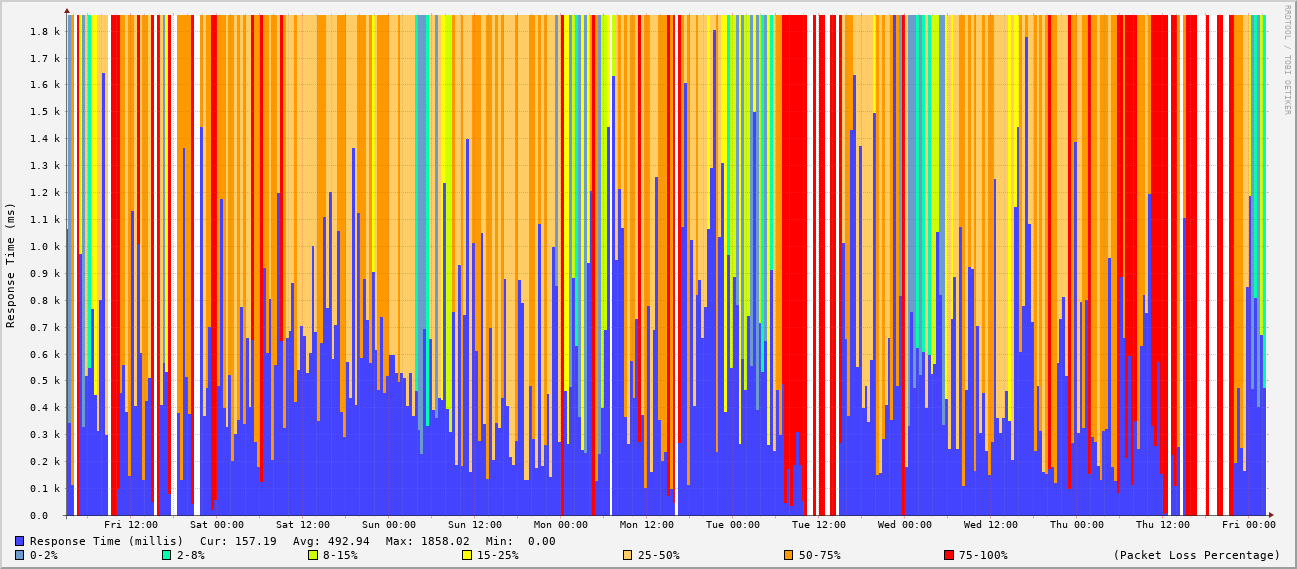 RRDTOOL / TOBI OETIKER
Response Time (ms)
1.8 k
1.7 k
1.6 k
1.5 k
1.4 k
1.3 k
1.2 k
1.1 k
1.0 k
0.9 k
0.8 k
0.7 k
0.6 k
0.5 k
0.4 k
0.3 k
0.2 k
0.1 k
0.0
Fri 12:00 Sat 00:00 Sat 12:00 Sun 00:00 Sun 12:00 Mon 00:00 Mon 12:00 Tue 00:00 Tue 12:00 Wed 00:00 Wed 12:00 Thu 00:00 Thu 12:00 Fri 00:00
Response Time (millis) Cur: 157.19 Avg: 492.94 Max: 1858.02 Min: 0.00
0-2% 2-8% 8-15% 15-25% 25-50% 50-75% 75-100% (Packet Loss Percentage)